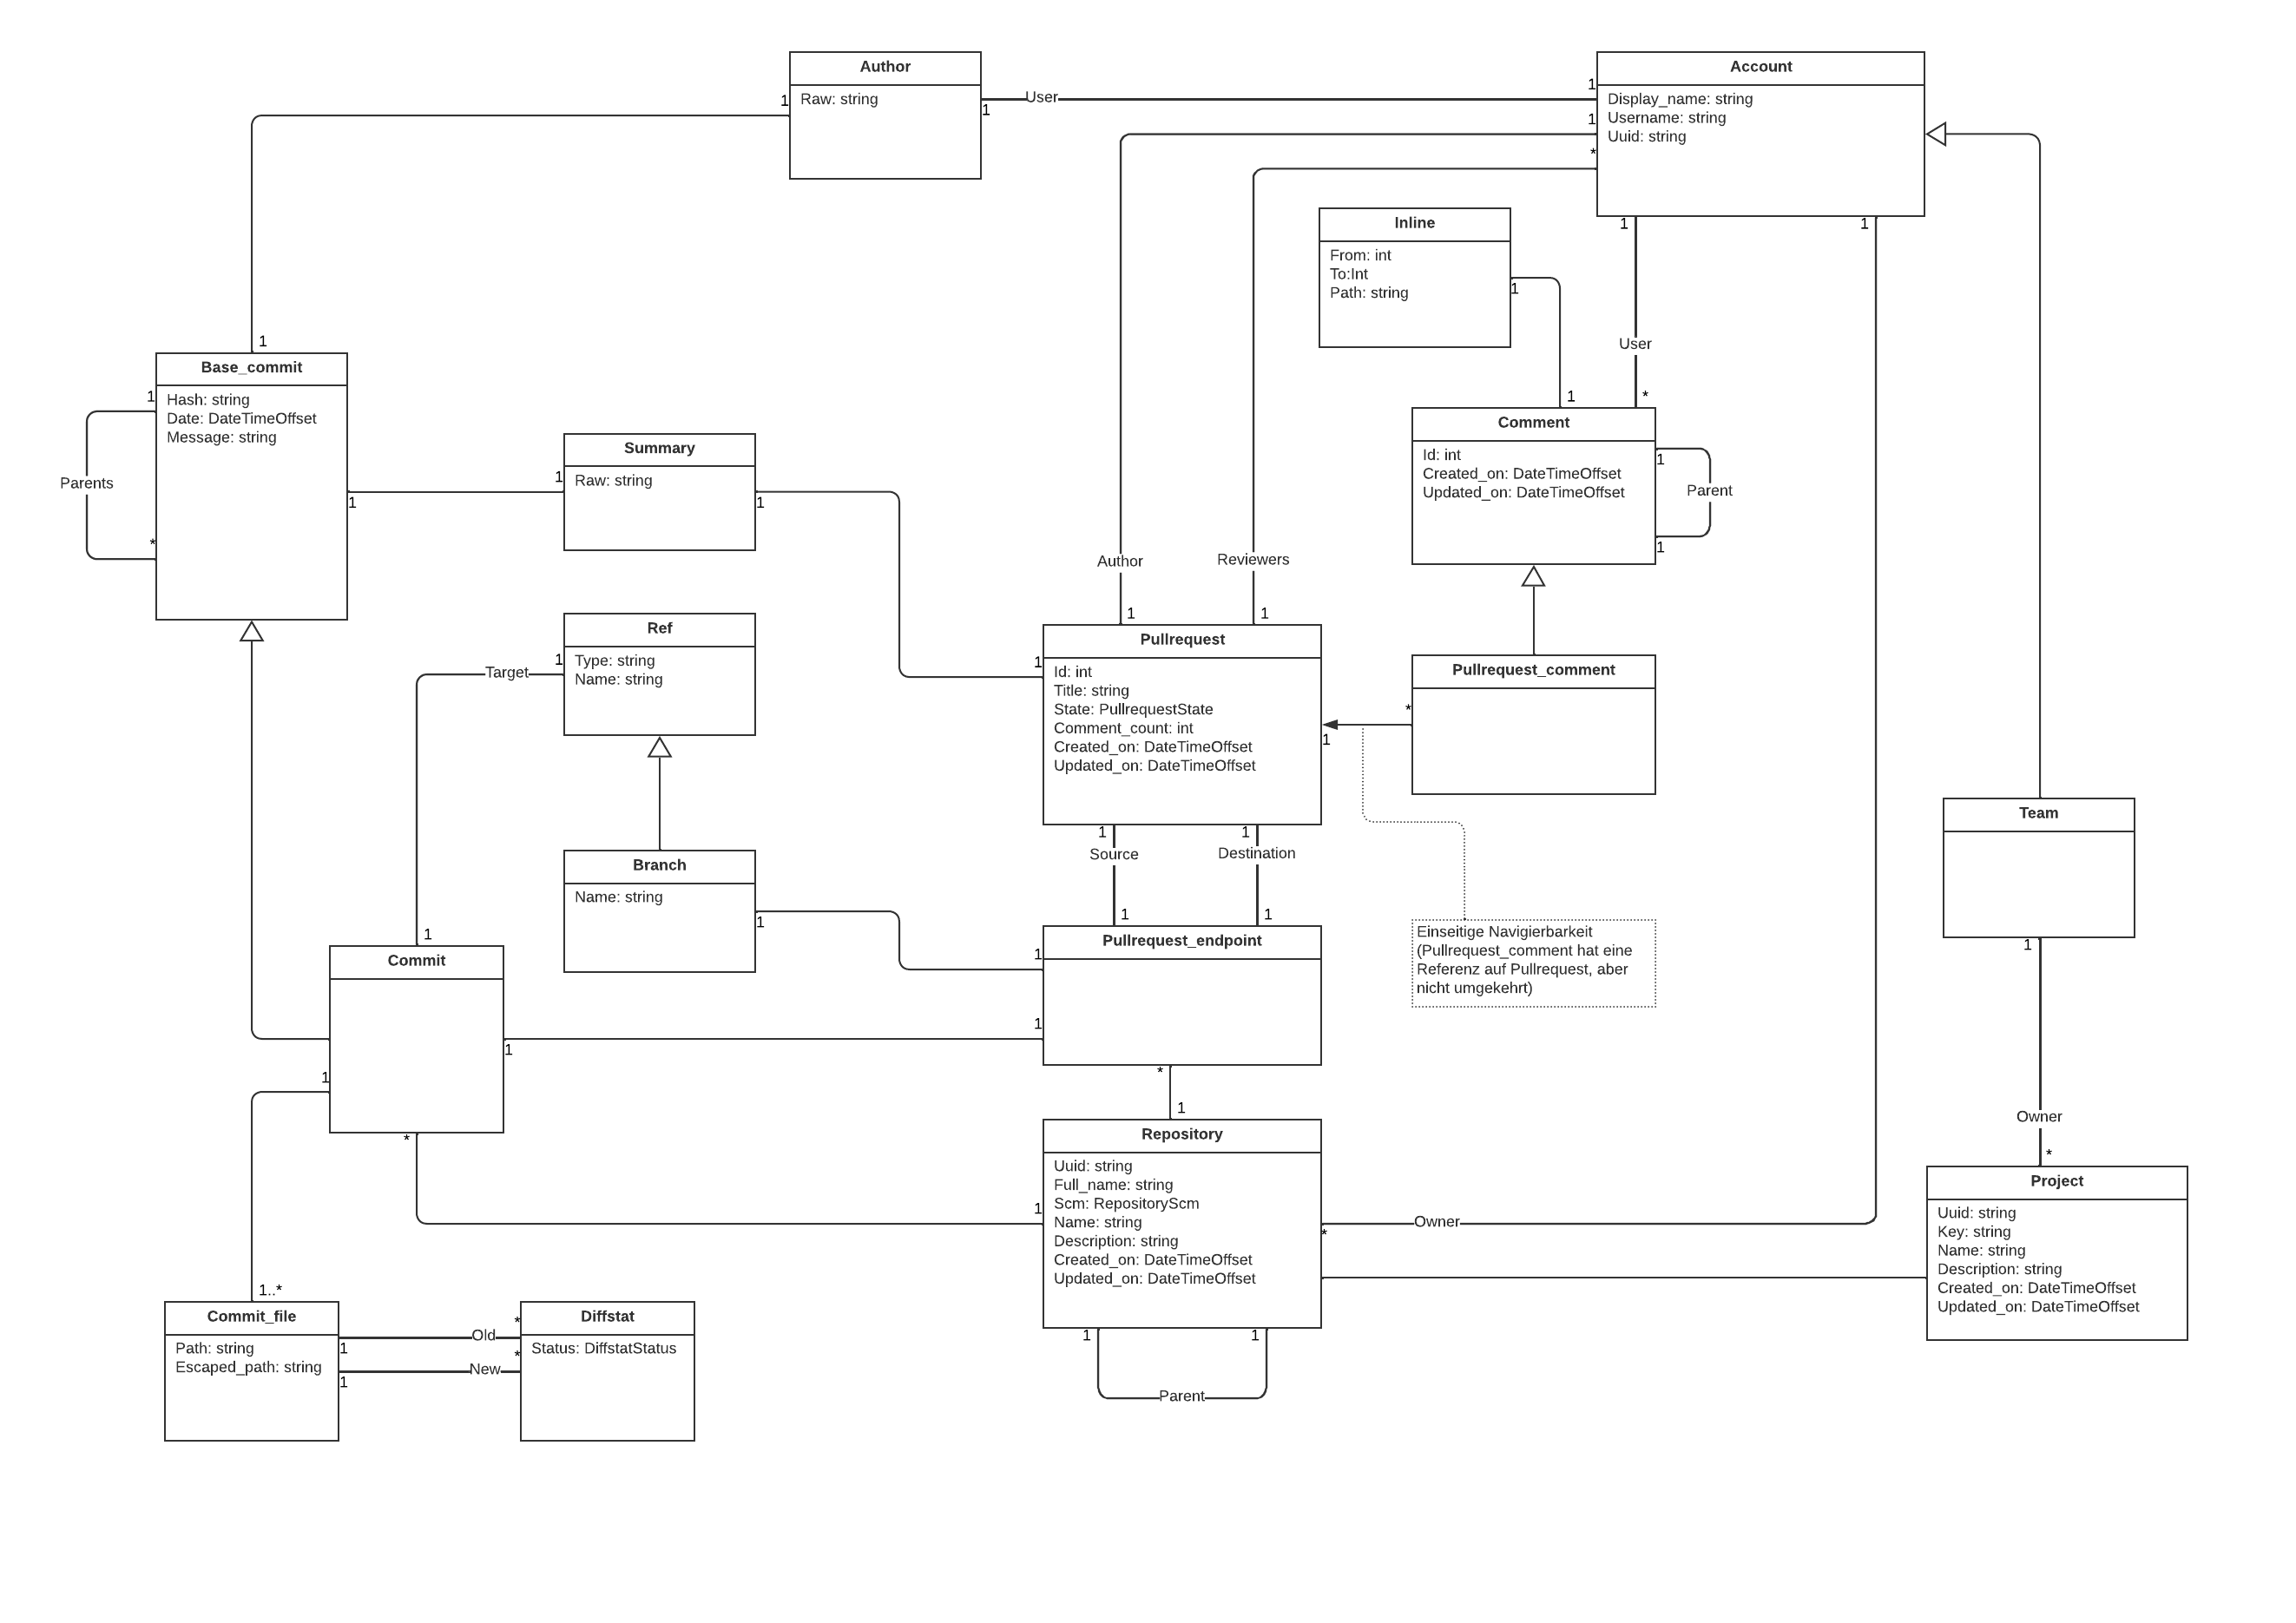 Author
Raw: string
1
1
User
1
Account
Display_name: string
Username: string
Uuid: string
1
*
1
1
Inline
From: int
To:Int
Path: string
1
User
1
*
1
Base_commit
Hash: string
Date: DateTimeOffset
Message: string
1
Parents
*
1
Summary
Raw: string
1
1
Comment
Id: int
Created_on: DateTimeOffset
Updated_on: DateTimeOffset
1
Parent
1
Author
Reviewers
1
1
Ref
Type: string
Name: string
Target
1
Pullrequest
Id: int
Title: string
State: PullrequestState
Comment_count: int
Created_on: DateTimeOffset
Updated_on: DateTimeOffset
1
Pullrequest_comment
*
1
Team
1
1
Source
Destination
1
1
Branch
Name: string
1
Pullrequest_endpoint
1
1
*
Einseitige Navigierbarkeit
(Pullrequest_comment hat eine
Referenz auf Pullrequest, aber
nicht umgekehrt)
1
1
Commit
1
1
*
Owner
*
1
Repository
Uuid: string
Full_name: string
Scm: RepositoryScm
Name: string
Description: string
Created_on: DateTimeOffset
Updated_on: DateTimeOffset
1
Owner
*
Project
Uuid: string
Key: string
Name: string
Description: string
Created_on: DateTimeOffset
Updated_on: DateTimeOffset
1..*
Commit_file
Path: string
Escaped_path: string
Old
*
1
New
*
1
Diffstat
Status: DiffstatStatus
1
1
Parent